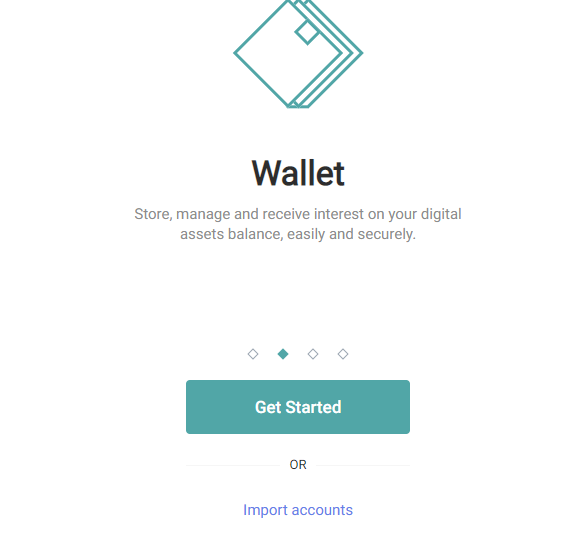 Wallet
Store, manage and receive interest on your digital
assets balance, easily and securely.
Get Started
OR
Import accounts